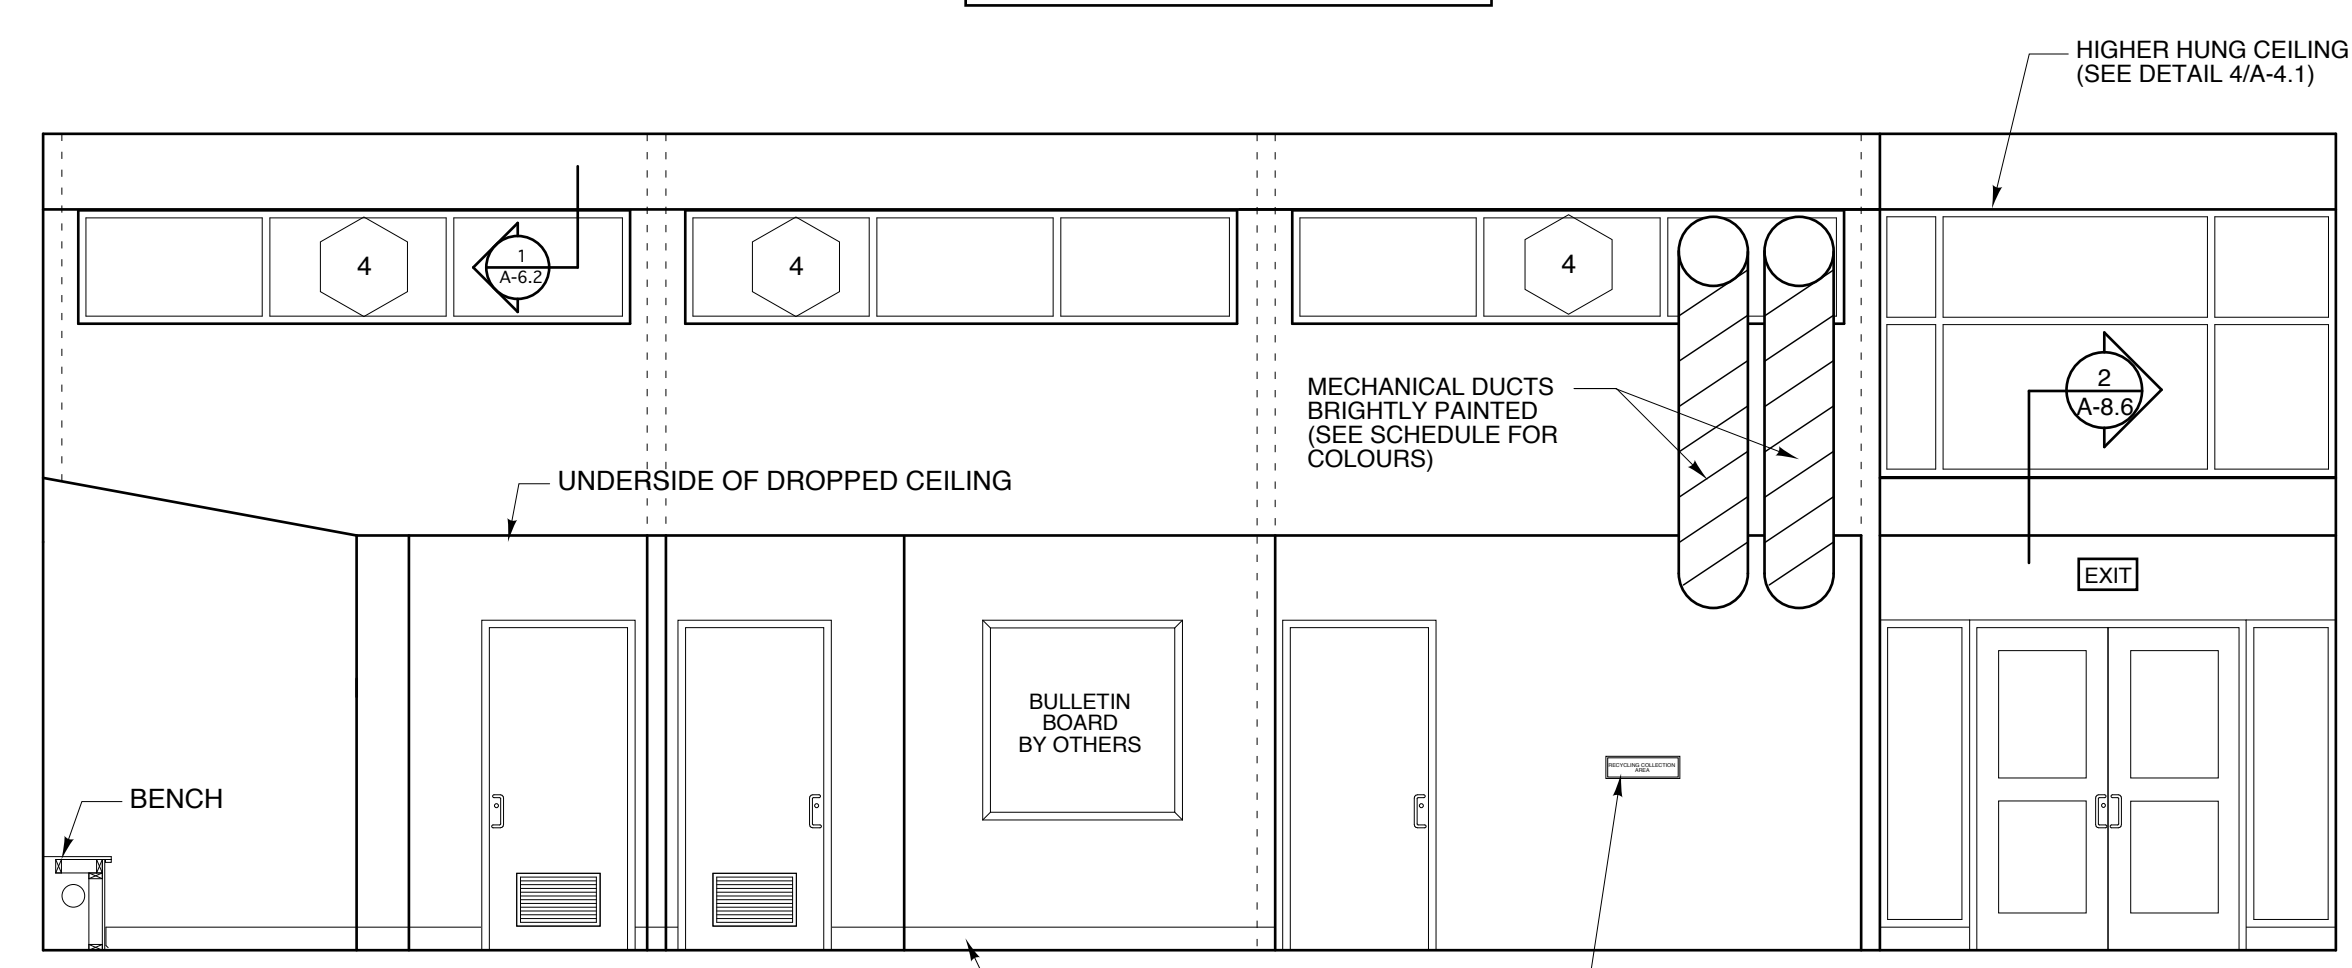 HIGHER HUNG CEILING
(SEE DETAIL 4/A-4.1)
4
1
A-6.2
4
4
MECHANICAL DUCTS
BRIGHTLY PAINTED
(SEE SCHEDULE FOR
COLOURS)
2
A-8.6
UNDERSIDE OF DROPPED CEILING
EXIT
BULLETIN
BOARD
BY OTHERS
RECYCLING COLLECTION
AREA
BENCH